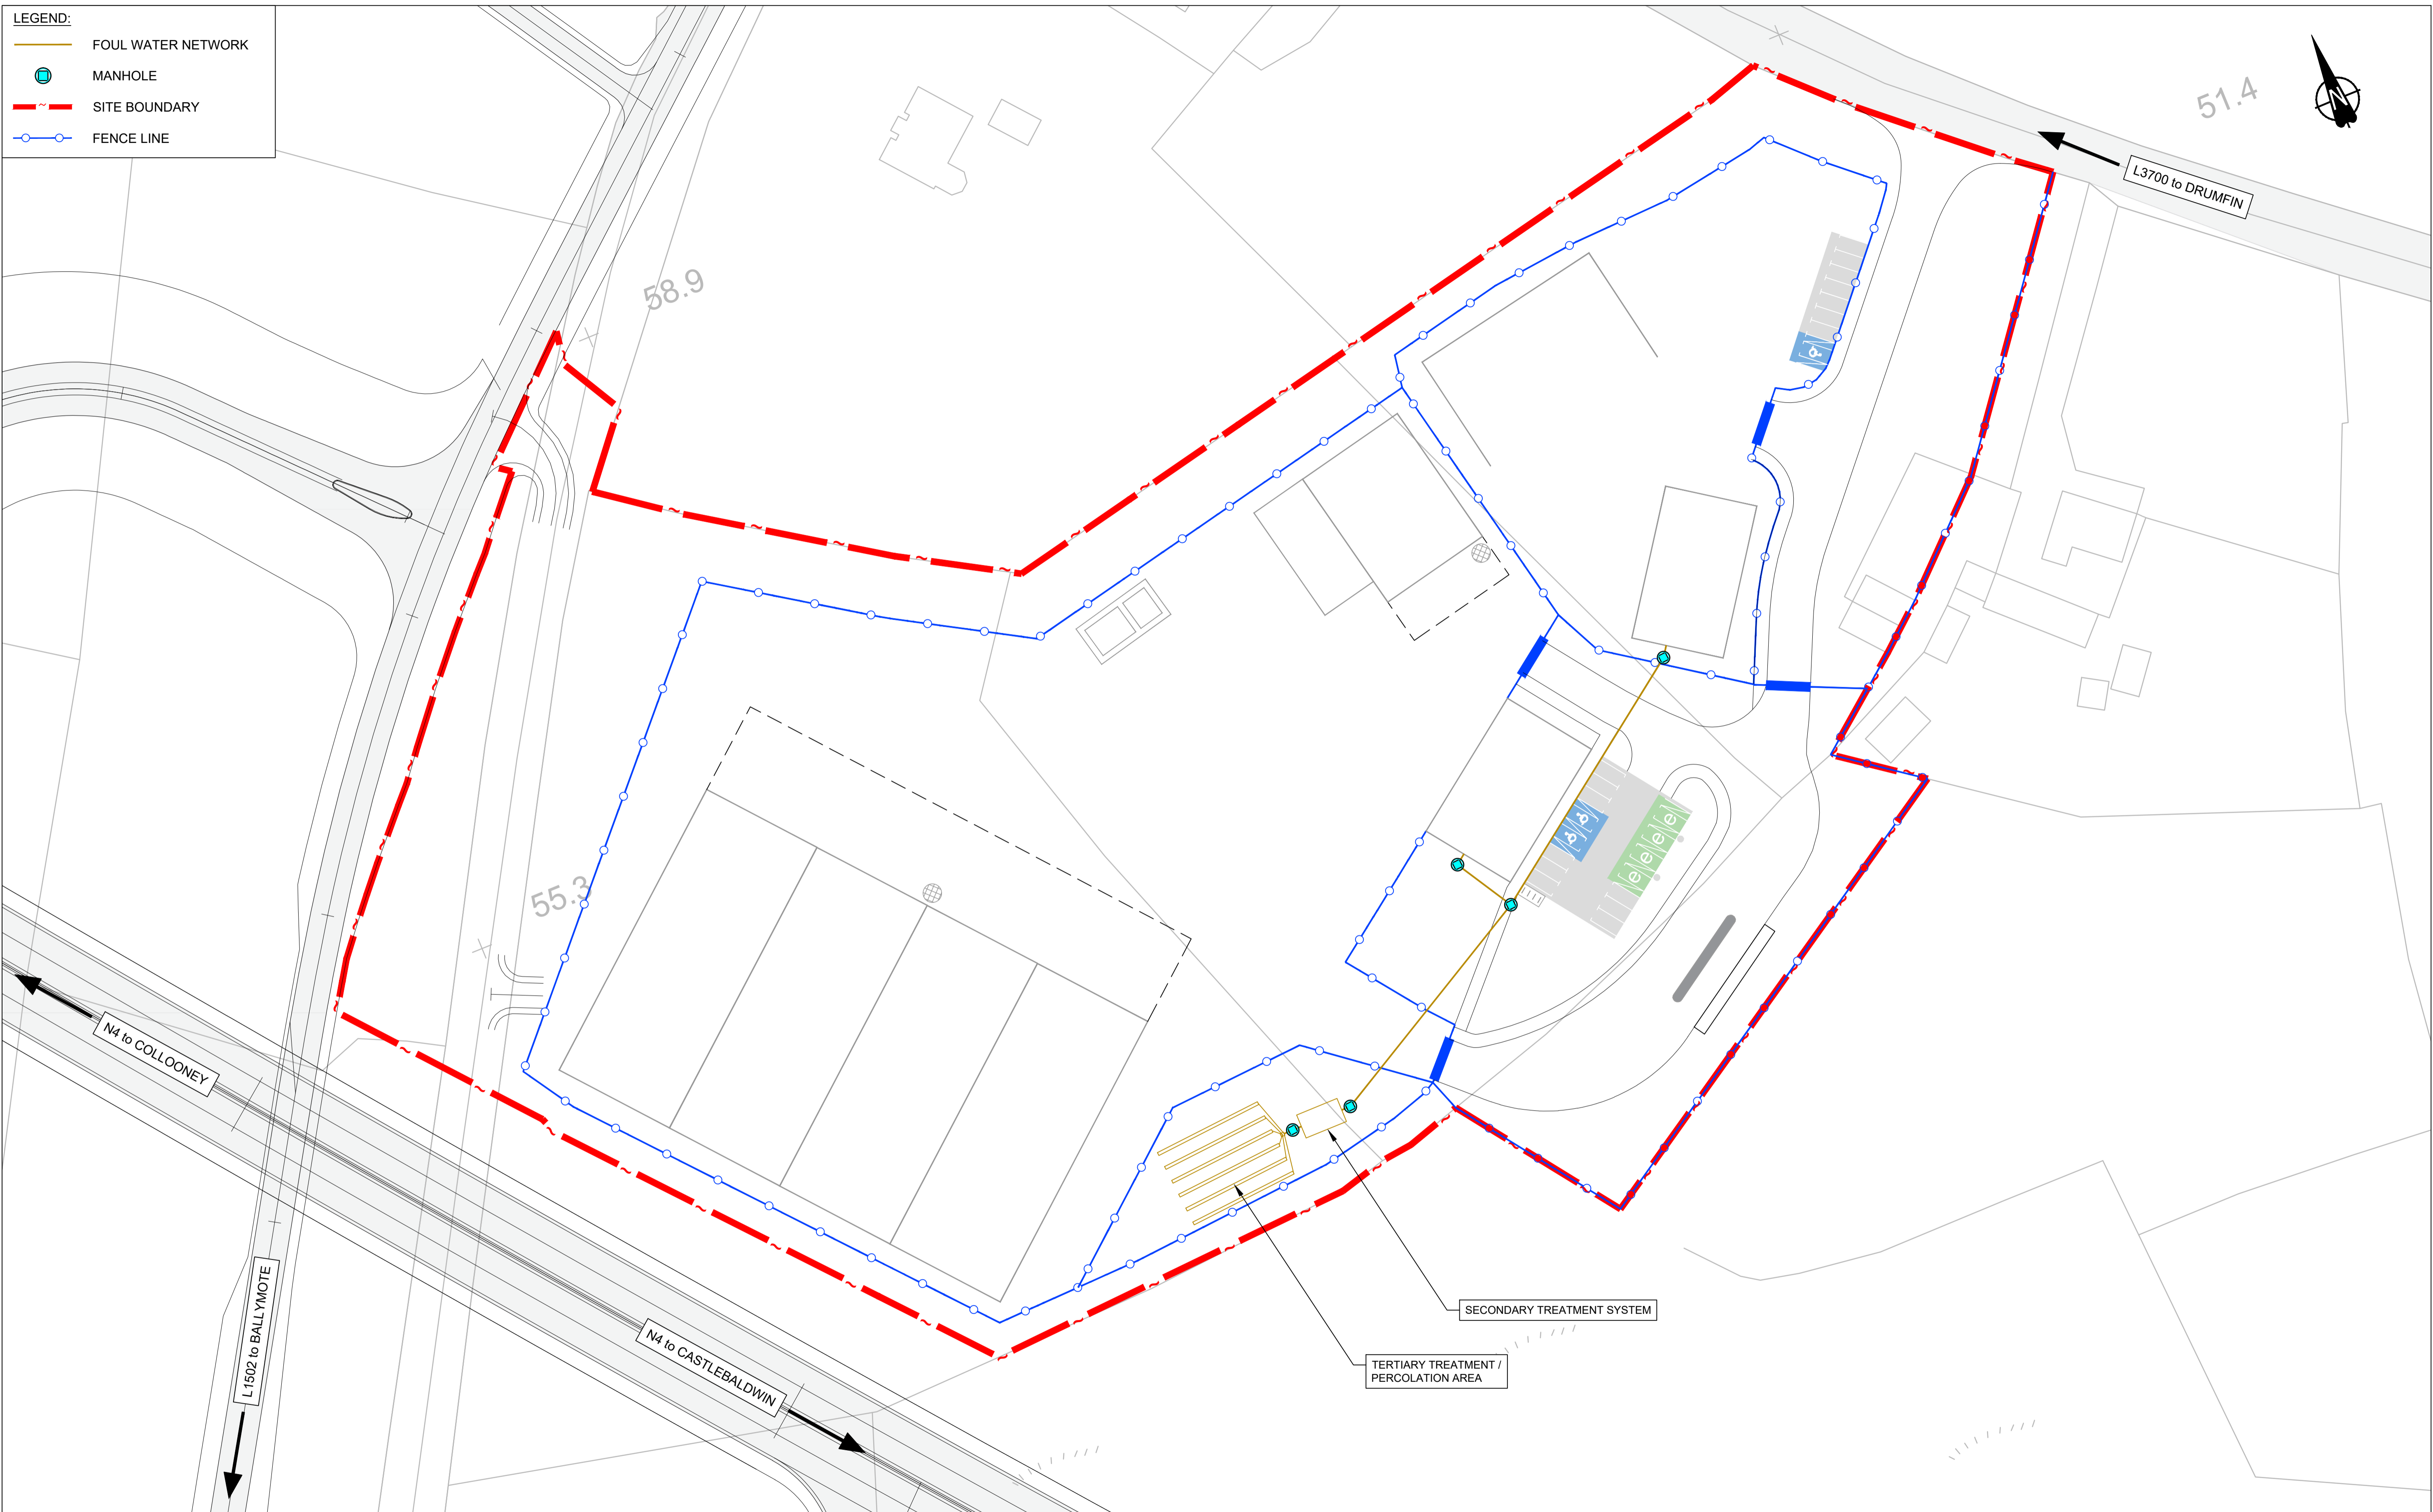 LEGEND:
FOUL WATER NETWORK
MANHOLE
SITE BOUNDARY
FENCE LINE
N
51.4
L3700 to DRUMFIN
58.9
55.3
e e e e e
N4 to COLLOONEY
L1502 to BALLYMOTE
N4 to CASTLEBALDWIN
SECONDARY TREATMENT SYSTEM
TERTIARY TREATMENT /
PERCOLATION AREA